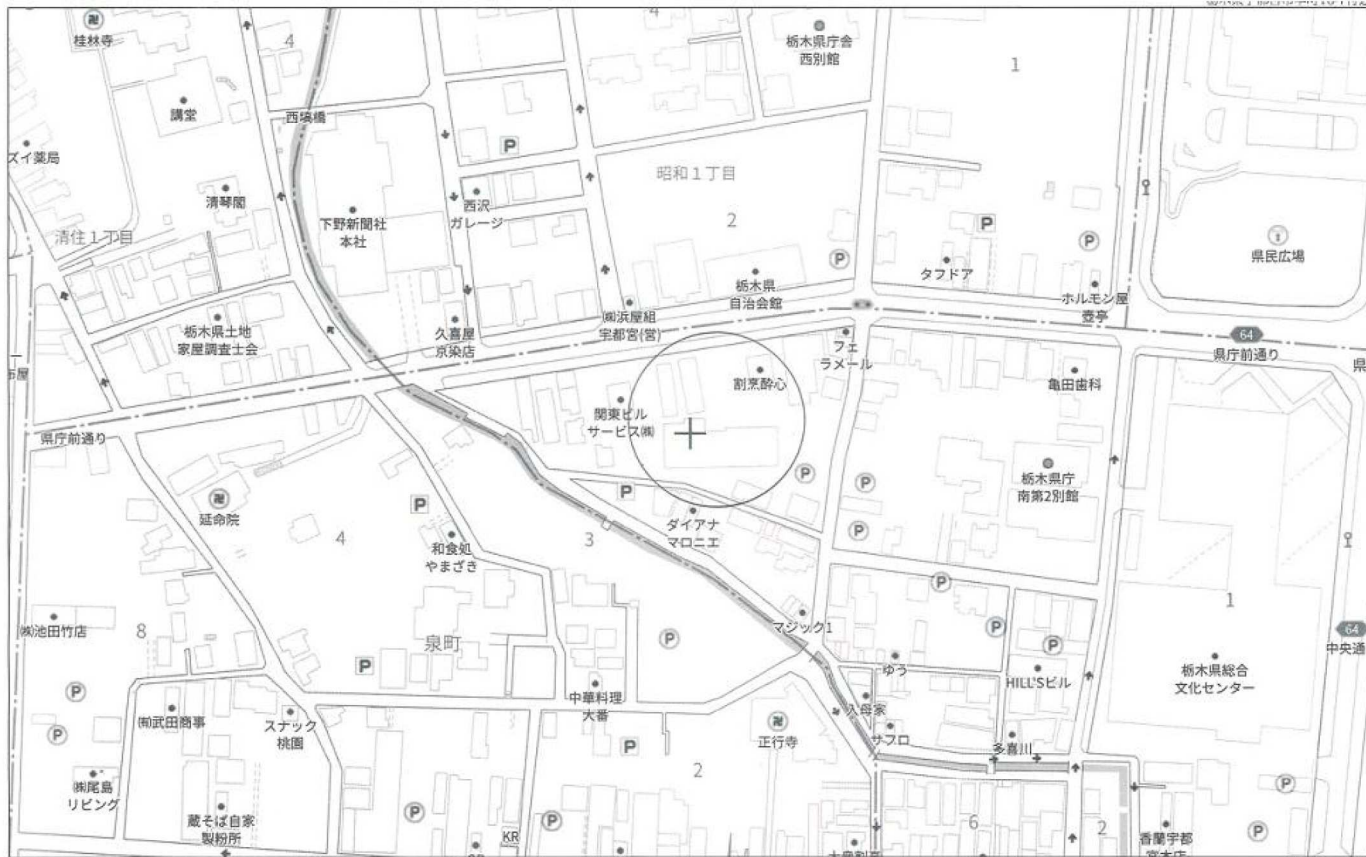 桂林寺
4
4
栃木県庁舎
西別館
1
講堂
西塙橋
P
ズイ薬局
昭和1丁目
清琴閣
西沢
ガレージ
下野新聞社
本社
2
P
清住1丁目
P
P
県民広場
タフドア
栃木県
自治会館
ホルモン屋
壺亭
㈱浜屋組
宇都宮(営)
栃木県土地
家屋調査士会
久喜屋
京染店
64
県庁前通り
県
フェ
ラメール
割烹酔心
亀田歯科
関東ビル
サービス㈱
県庁前通り
栃木県庁
南第2別館
P
P
P
P
延命院
P
ダイアナ
マロニエ
4
3
和食処
やまざき
P
1
㈱池田竹店
8
マジック1
P
P
64
中央通
泉町
P
P
ゆう
HILL'Sビル
栃木県総合
文化センター
中華料理
大番
入母家
P
㈲武田商事
スナック
桃園
サフロ
P
正行寺
P
多喜川
2
㈱尾島
リビング
P
P
P
P
蔵そば自家
製粉所
KR
6
2
香蘭宇都
宮本店